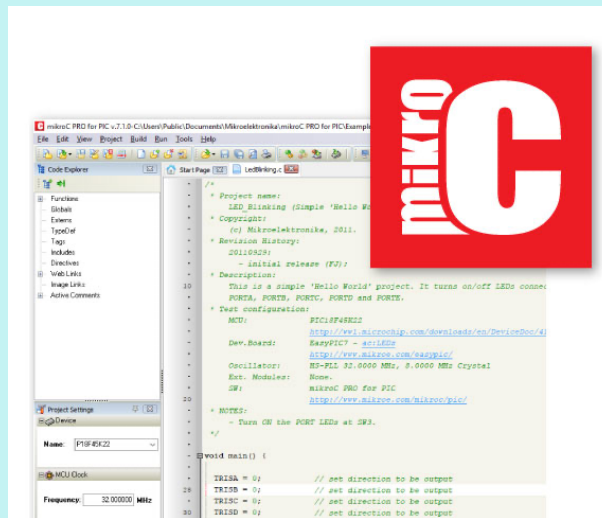 mikro
C
mikroC PRO for PIC v.7.1.0- C:\Users\Public\Documents\Mikroelektronika\mikroC PRO for PIC\Example
File Edit View Project Build Run Tools Help
Code Explorer
Functions
Globals
Externs
TypeDef
Tags
Includes
Directives
Web Links
Image Links
Active Comments
Project Settings
Device
Name: P18F45K22
MCU Clock
Frequency: 32.000000 MHz
Start Page LedBlinking.c
/*
* Project name:
LED_Blinking (Simple 'Hello Wo
* Copyright:
(c) Mikroelektronika, 2011.
* Revision History:
20110929:
- initial release (FJ);
* Description:
10 This is a simple 'Hello World' project. It turns on/off LEDs connec
PORTA, PORTB, PORTC, PORTD and PORTE.
* Test configuration:
MCU: PIC18F45K22
http://ww1.microchip.com/downloads/en/DeviceDoc/41
Dev.Board: EasyPIC7 - ac:LEDs
http://www.mikroe.com/easypic/
Oscillator: HS-PLL 32.0000 MHz, 8.0000 MHz Crystal
Ext. Modules: None.
SW: mikroC PRO for PIC
20 http://www.mikroe.com/mikroc/pic/
* NOTES:
- Turn ON the PORT LEDs at SW3.
*/
void main() {
TRISA = 0; // set direction to be output
28 TRISB = 0; // set direction to be output
TRISC = 0; // set direction to be output
30 TRISD = 0; // set direction to be output